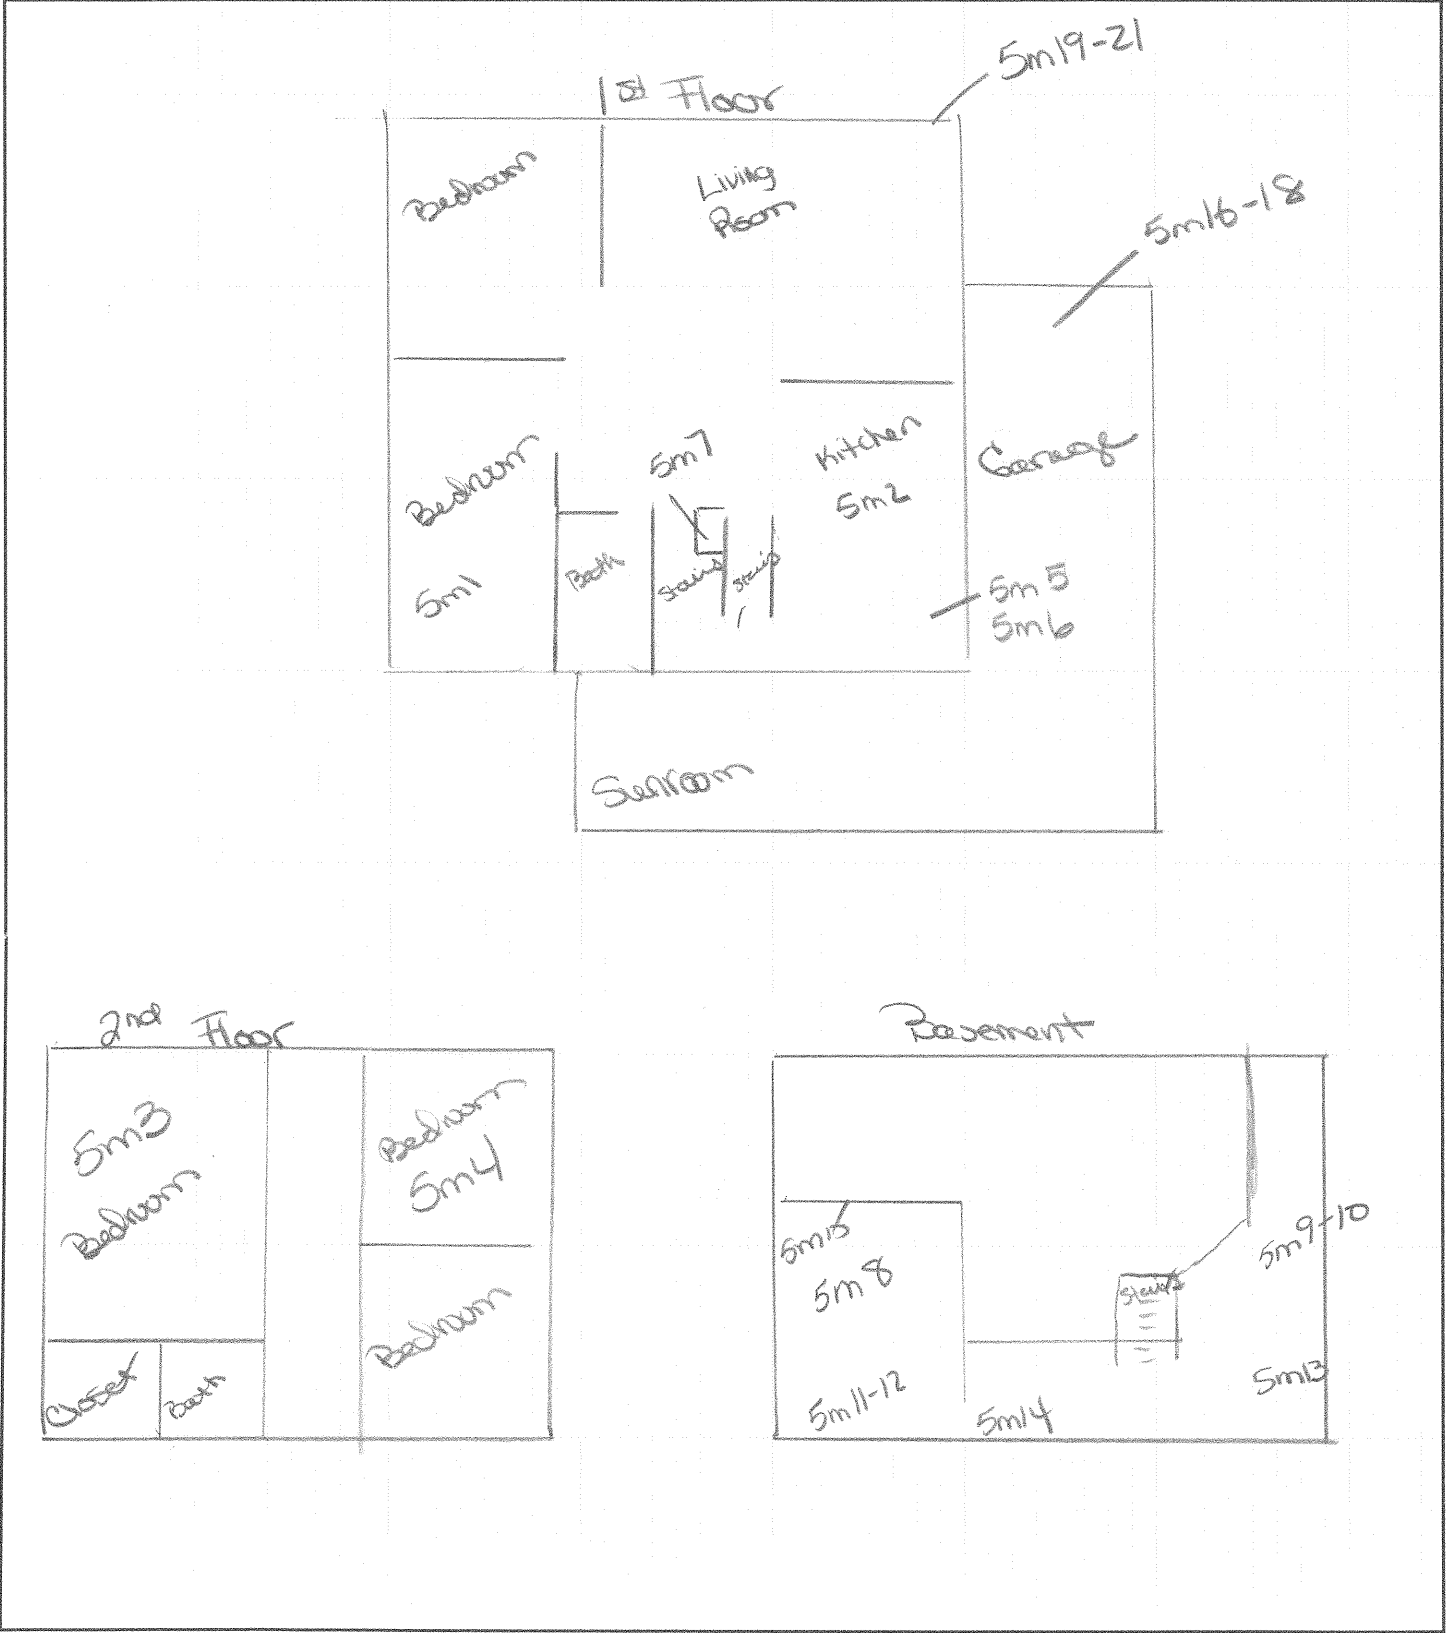 5m19-21
1st Floor
Bedroom
Living
Room
5m16-18
Bedroom
5m7
Kitchen
5m2
Garage
5m1
Bath
Stairs
Stairs
5m5
5m6
Sunroom
2nd Floor
5m3
Bedroom
Bedroom
5m4
Bedroom
Closet
Bath
Basement
5m15
5m8
Stairs
5m9-10
5m11-12
5m14
5m13